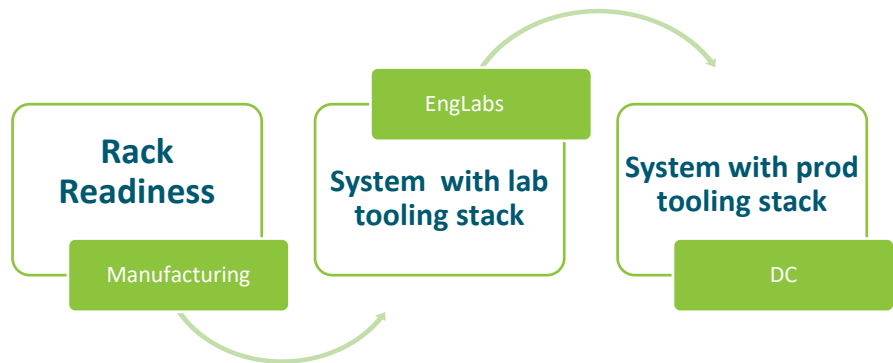 Rack
Readiness
Manufacturing
EngLabs
System with lab
tooling stack
System with prod
tooling stack
DC